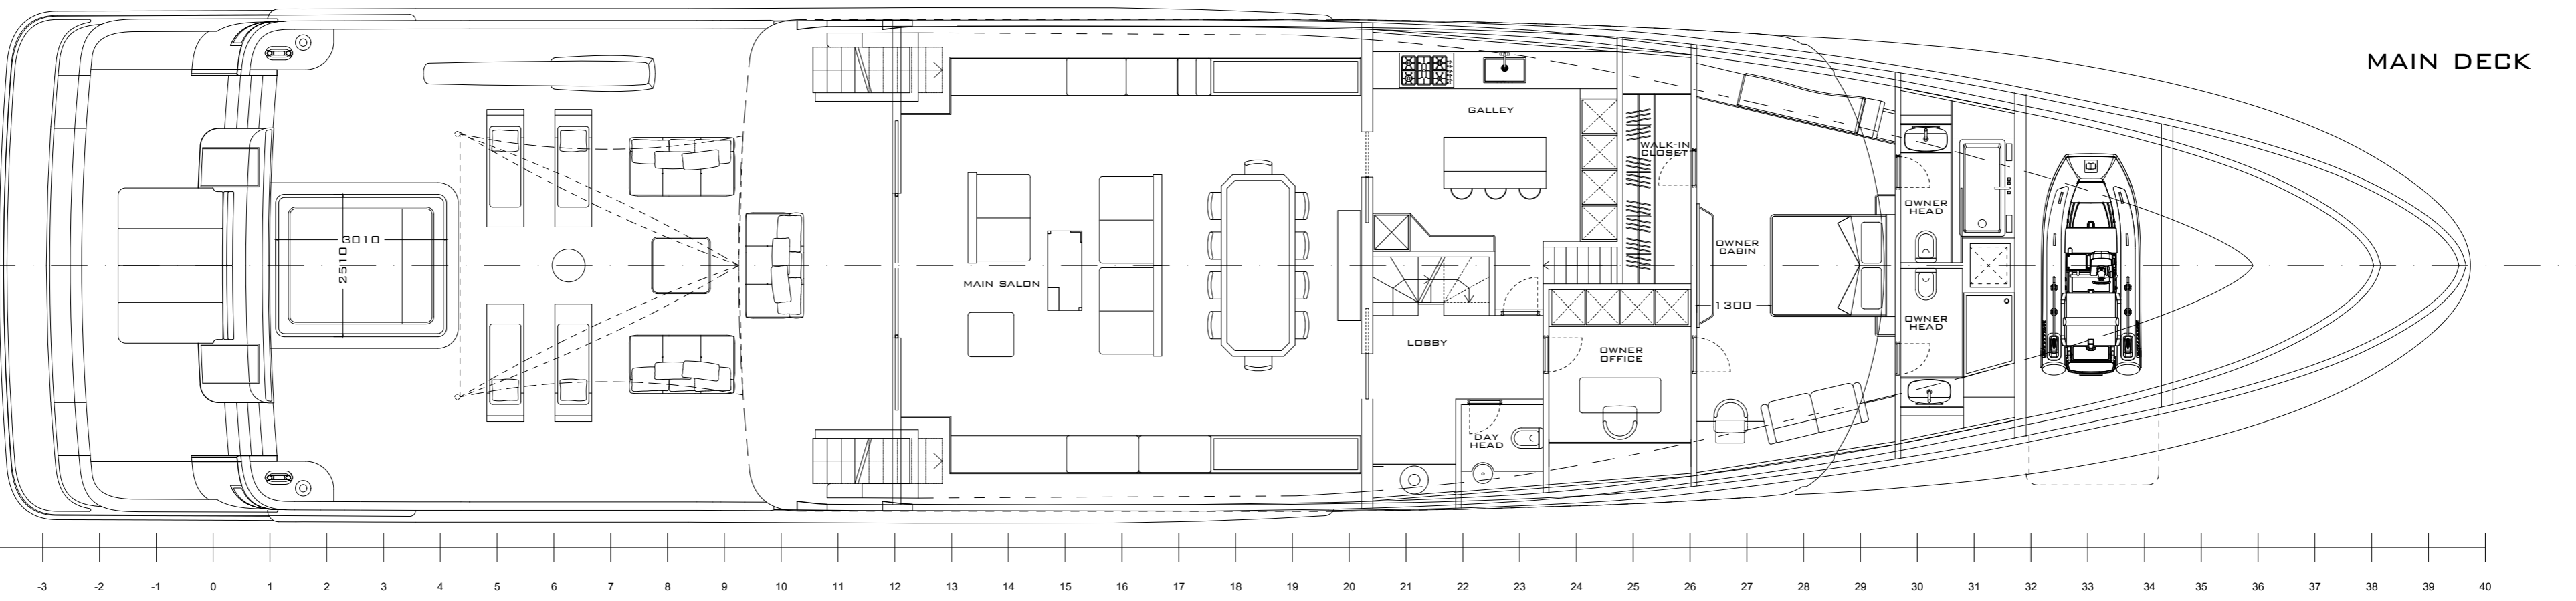 MAIN DECK
GALLEY
WALK-IN
CLOSET
OWNER
HEAD
3010
2510
OWNER
CABIN
MAIN SALON
1300
OWNER
HEAD
LOBBY
OWNER
OFFICE
DAY
HEAD
-3 -2 -1 0 1 2 3 4 5 6 7 8 9 10 11 12 13 14 15 16 17 18 19 20 21 22 23 24 25 26 27 28 29 30 31 32 33 34 35 36 37 38 39 40